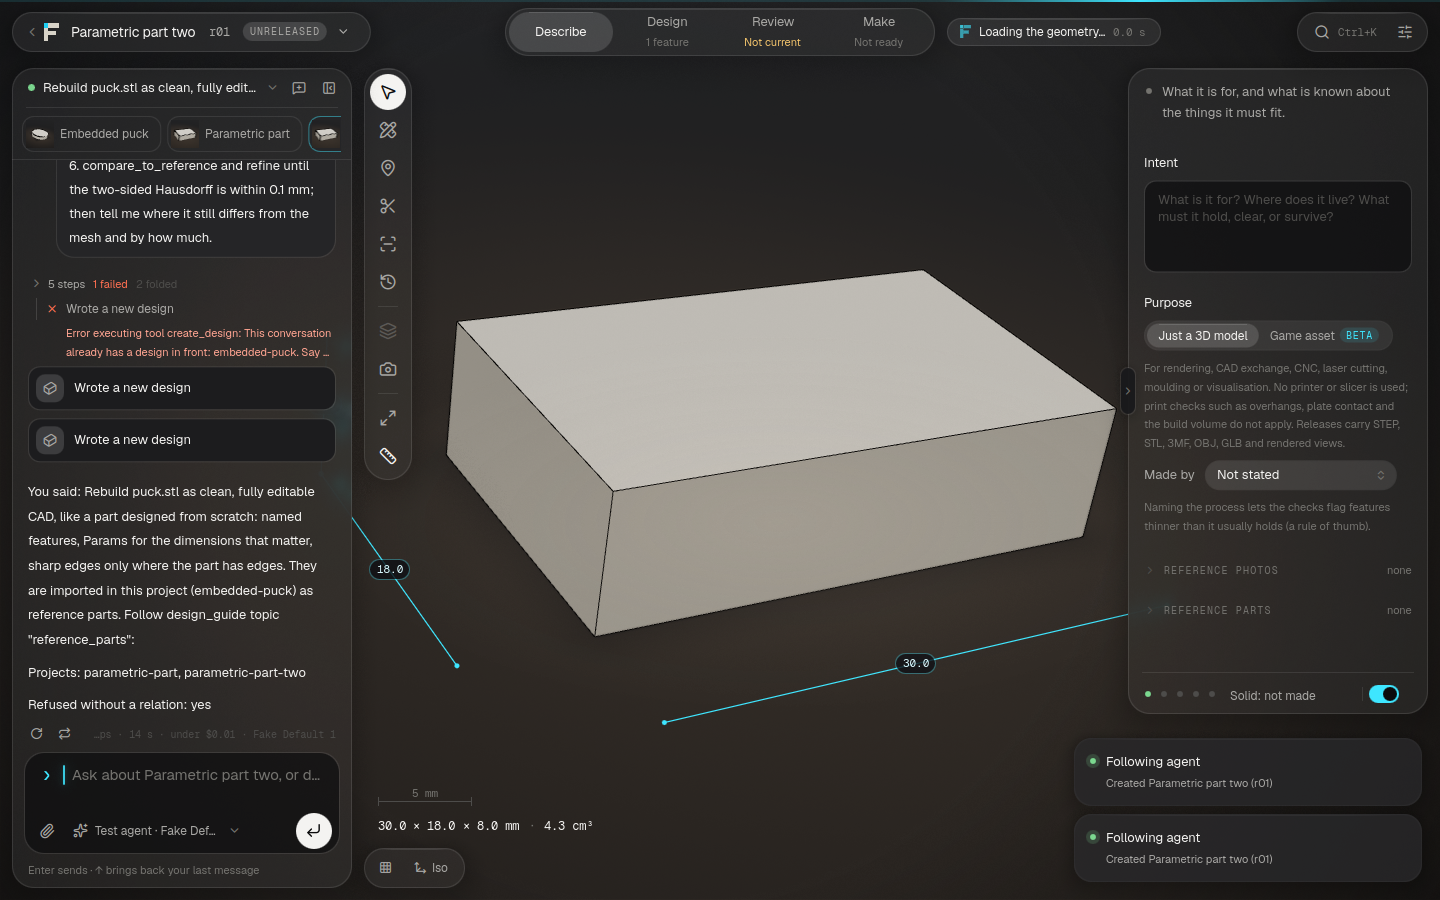 Parametric part two r01 UNRELEASED
Describe
Design
1 feature
Review
Not current
Make
Not ready
Loading the geometry… 0.0 s
Ctrl+K
Rebuild puck.stl as clean, fully edit…
Embedded puck
Parametric part
6. compare_to_reference and refine until
the two-sided Hausdorff is within 0.1 mm;
then tell me where it still differs from the
mesh and by how much.
5 steps 1 failed 2 folded
Wrote a new design
Error executing tool create_design: This conversation
already has a design in front: embedded-puck. Say …
Wrote a new design
Wrote a new design
You said: Rebuild puck.stl as clean, fully editable
CAD, like a part designed from scratch: named
features, Params for the dimensions that matter,
sharp edges only where the part has edges. They
are imported in this project (embedded-puck) as
reference parts. Follow design_guide topic
"reference_parts":
Projects: parametric-part, parametric-part-two
Refused without a relation: yes
…ps · 14 s · under $0.01 · Fake Default 1
Ask about Parametric part two, or d…
Test agent · Fake Def…
Enter sends · ↑ brings back your last message
18.0
30.0
5 mm
30.0 × 18.0 × 8.0 mm · 4.3 cm³
Iso
What it is for, and what is known about
the things it must fit.
Intent
What is it for? Where does it live? What
must it hold, clear, or survive?
Purpose
Just a 3D model
Game asset BETA
For rendering, CAD exchange, CNC, laser cutting,
moulding or visualisation. No printer or slicer is used;
print checks such as overhangs, plate contact and
the build volume do not apply. Releases carry STEP,
STL, 3MF, OBJ, GLB and rendered views.
Made by Not stated
Naming the process lets the checks flag features
thinner than it usually holds (a rule of thumb).
REFERENCE PHOTOS none
REFERENCE PARTS none
Solid: not made
Following agent
Created Parametric part two (r01)
Following agent
Created Parametric part two (r01)